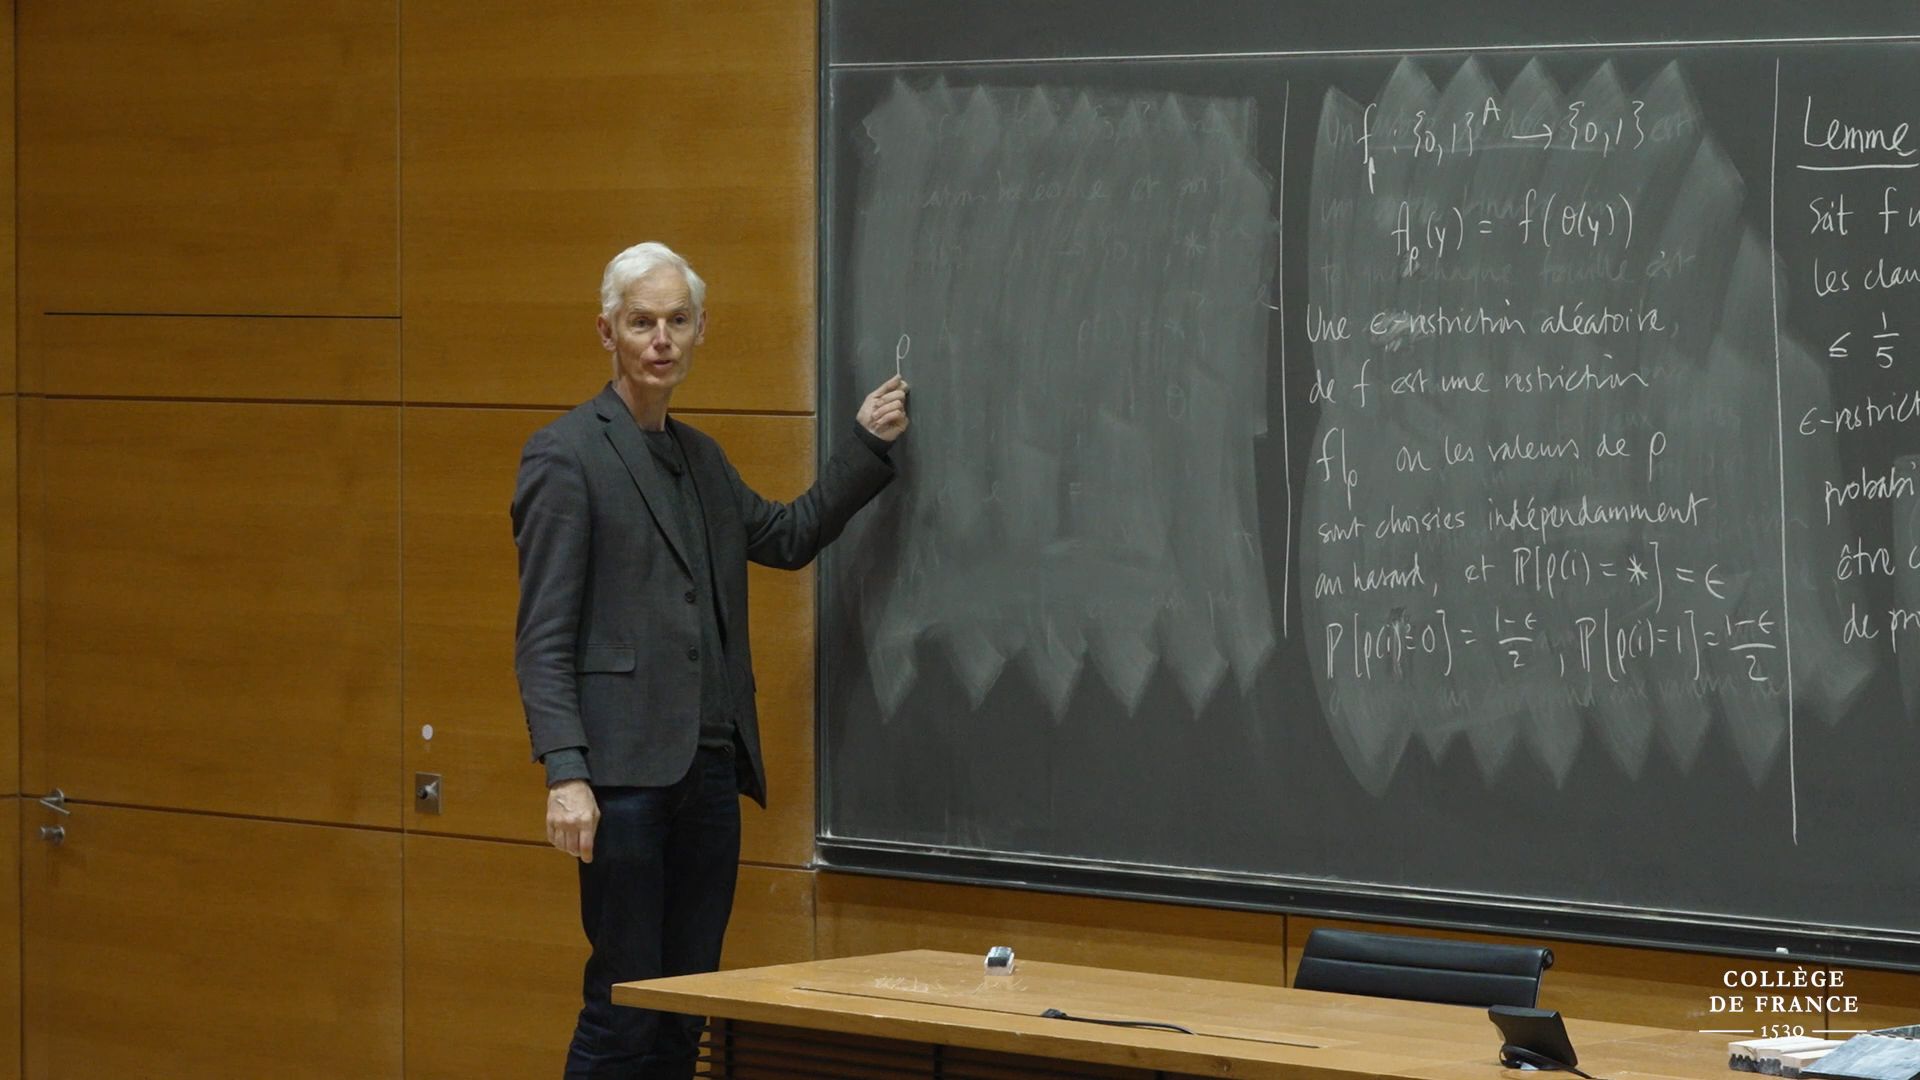 ρ
f_ρ : {0,1}^A → {0,1}
f|_ρ(y) = f(θ(y))
Une ε-restriction aléatoire
de f est une restriction
f|_ρ où les valeurs de ρ
sont choisies indépendamment
au hasard, et ℙ[ρ(i) = *] = ε
ℙ[ρ(i)=0] = (1-ε)/2 , ℙ[ρ(i)=1] = (1-ε)/2
Lemme
Soit f
les
≤ 1/5
ε-restrict
probabi
être
de
COLLÈGE
DE FRANCE
1530